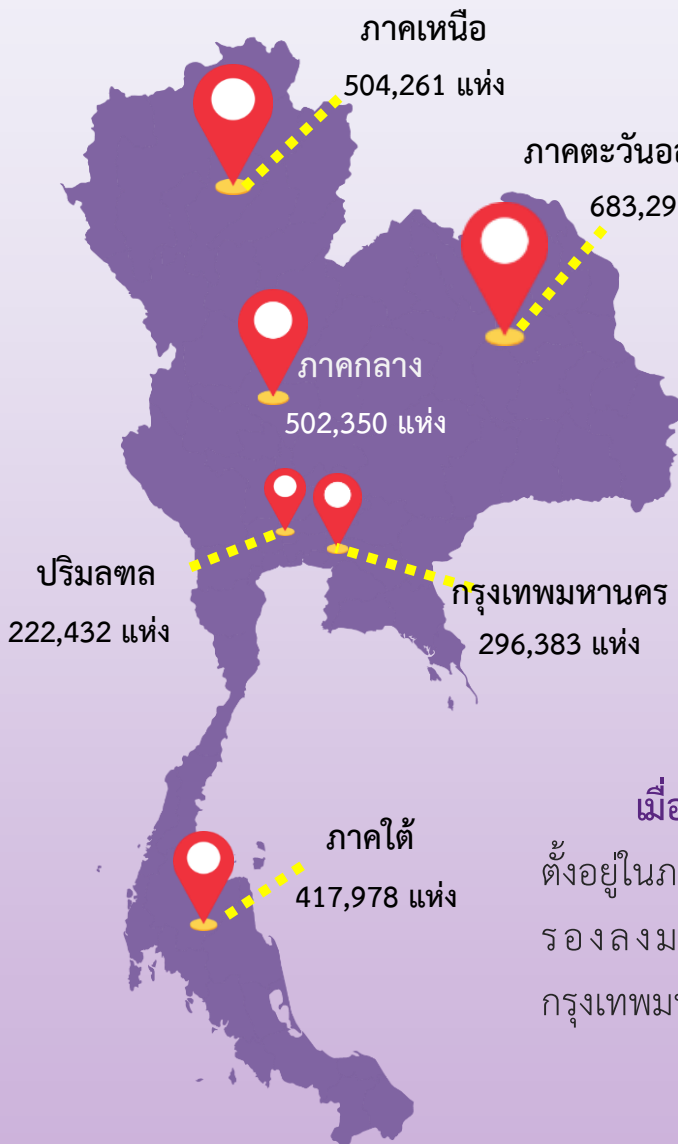 ภาคเหนือ
504,261 แห่ง
ภาคตะวันออ
683,29
ภาคกลาง
502,350 แห่ง
ปริมลฑล
222,432 แห่ง
กรุงเทพมหานคร
296,383 แห่ง
ภาคใต้
417,978 แห่ง
เมื่อ
ตั้งอยู่ในภ
รองลงม
กรุงเทพมห